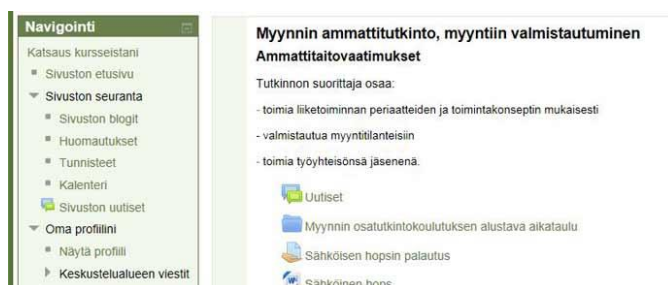 Navigointi
Katsaus kursseistani
Sivuston etusivu
Sivuston seuranta
Sivuston blogit
Huomautukset
Tunnisteet
Kalenteri
Sivuston uutiset
Oma profiilini
Näytä profiili
Keskustelualueen viestit
Myynnin ammattitutkinto, myyntiin valmistautuminen
Ammattitaitovaatimukset
Tutkinnon suorittaja osaa:
- toimia liiketoiminnan periaatteiden ja toimintakonseptin mukaisesti
- valmistautua myyntitilanteisiin
- toimia työyhteisönsä jäsenenä.
Uutiset
Myynnin osatutkintokoulutuksen alustava aikataulu
Sähköisen hopsin palautus
Sähköinen hops